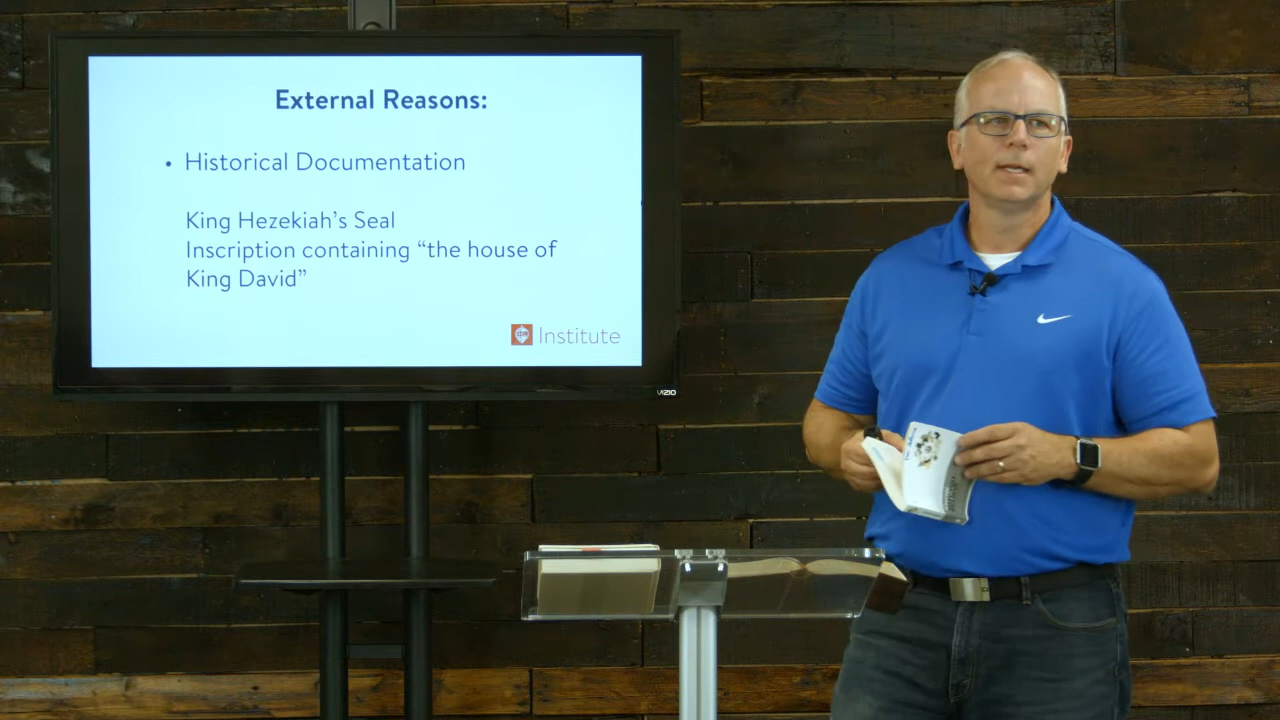 External Reasons:
• Historical Documentation
King Hezekiah's Seal
Inscription containing “the house of
King David”
Institute
VIZIO